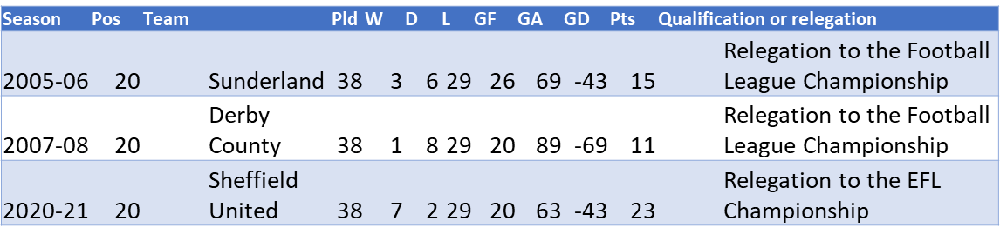 Season Pos Team Pld W D L GF GA GD Pts Qualification or relegation
Relegation to the Football
2005-06 20 Sunderland 38 3 6 29 26 69 -43 15 League Championship
Derby Relegation to the Football
2007-08 20 County 38 1 8 29 20 89 -69 11 League Championship
Sheffield Relegation to the EFL
2020-21 20 United 38 7 2 29 20 63 -43 23 Championship